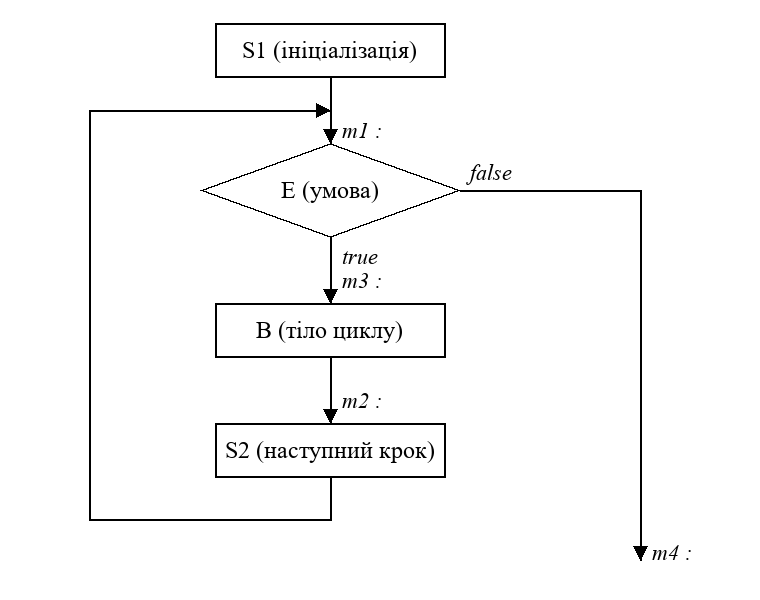 S1 (ініціалізація)
m1 :
E (умова)
false
true
m3 :
B (тіло циклу)
m2 :
S2 (наступний крок)
m4 :